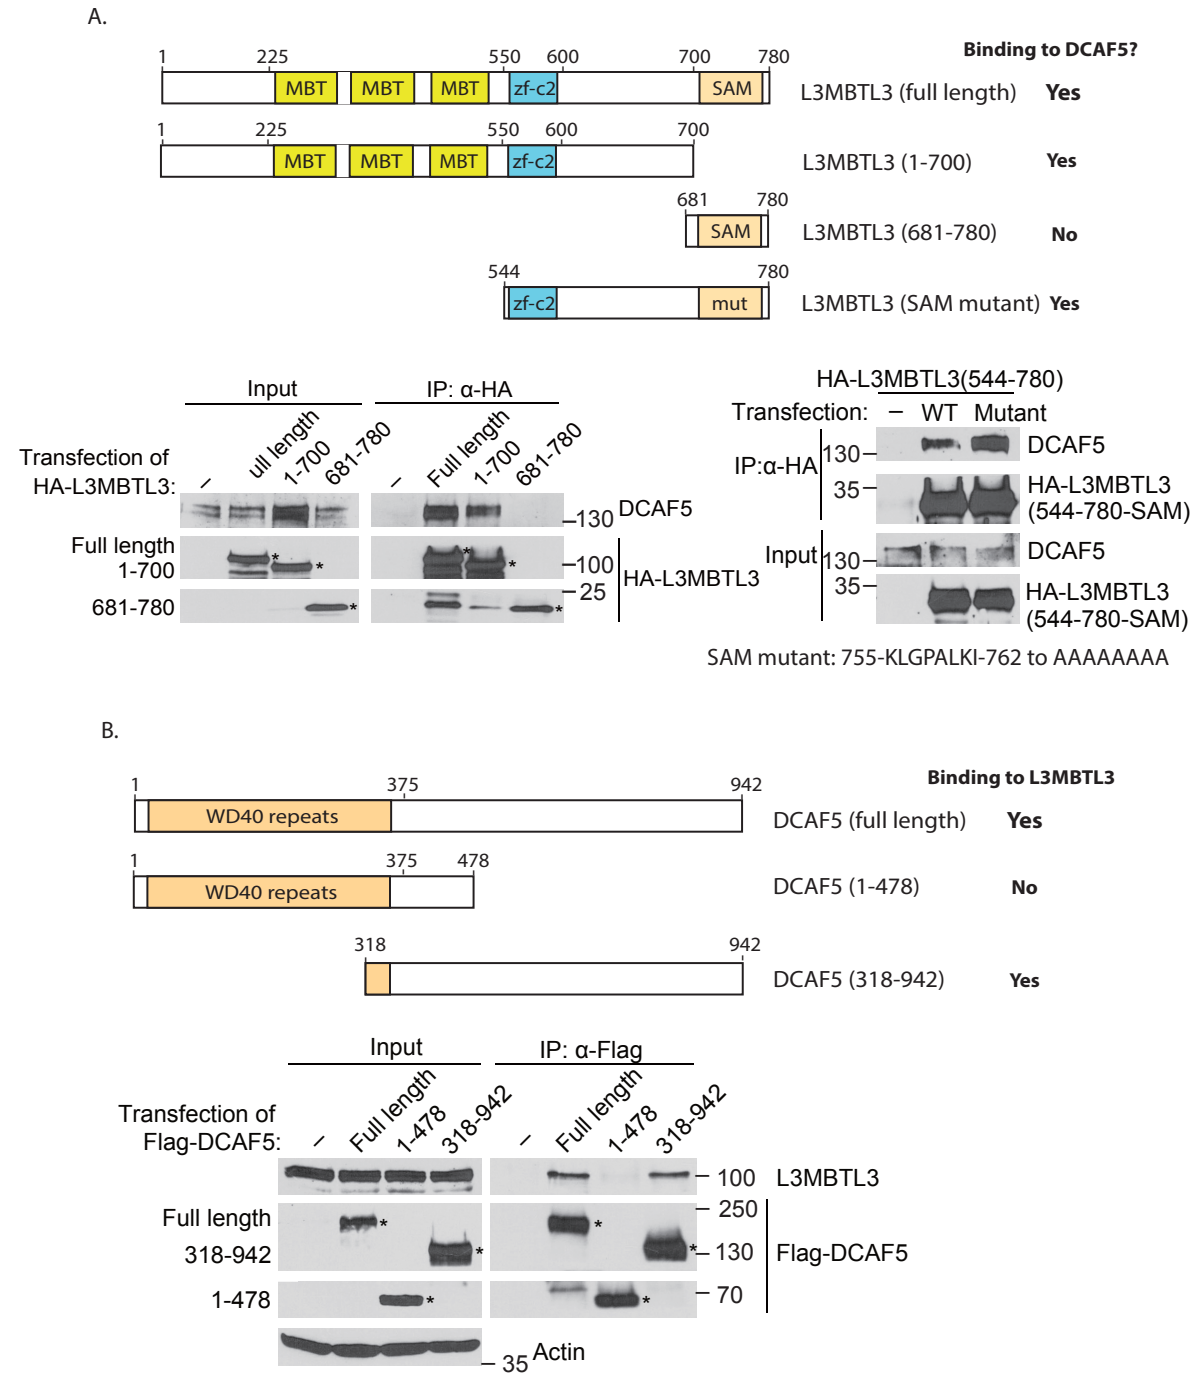 A.
Binding to DCAF5?
1 225 550 600 700 780
MBT MBT MBT zf-c2 SAM L3MBTL3 (full length) Yes
1 225 550 600 700
MBT MBT MBT zf-c2 L3MBTL3 (1-700) Yes
681 780
SAM L3MBTL3 (681-780) No
544 780
zf-c2 mut L3MBTL3 (SAM mutant) Yes
Input IP: α-HA
Transfection of
HA-L3MBTL3: – ull length 1-700 681-780 – Full length 1-700 681-780
130 DCAF5
Full length
1-700 * * * * 100
25
HA-L3MBTL3
681-780 * *
HA-L3MBTL3(544-780)
Transfection: – WT Mutant
IP:α-HA
130 DCAF5
35 HA-L3MBTL3
(544-780-SAM)
Input
130 DCAF5
35 HA-L3MBTL3
(544-780-SAM)
SAM mutant: 755-KLGPALKI-762 to AAAAAAAA
B.
Binding to L3MBTL3
1 375 942
WD40 repeats DCAF5 (full length) Yes
1 375 478
WD40 repeats DCAF5 (1-478) No
318 942
DCAF5 (318-942) Yes
Input IP: α-Flag
Transfection of
Flag-DCAF5: – Full length 1-478 318-942 – Full length 1-478 318-942
100 L3MBTL3
250
Full length * *
318-942 * * 130 Flag-DCAF5
1-478 * * 70
35 Actin